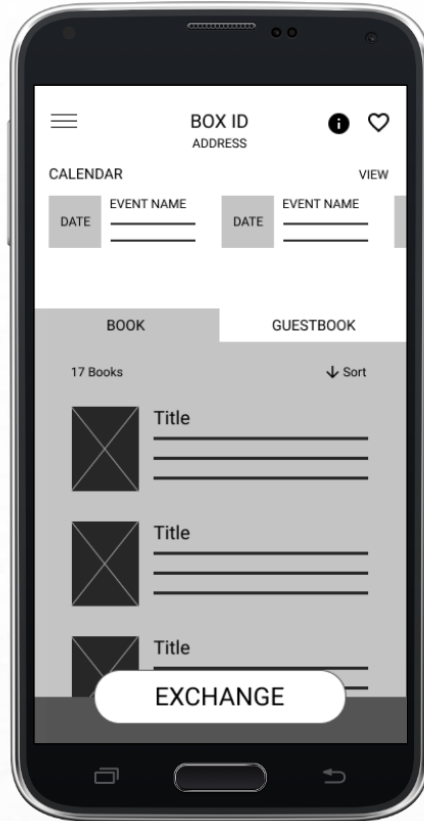 BOX ID
ADDRESS
CALENDAR
VIEW
DATE
EVENT NAME
DATE
EVENT NAME
BOOK
GUESTBOOK
17 Books
Sort
Title
Title
Title
EXCHANGE